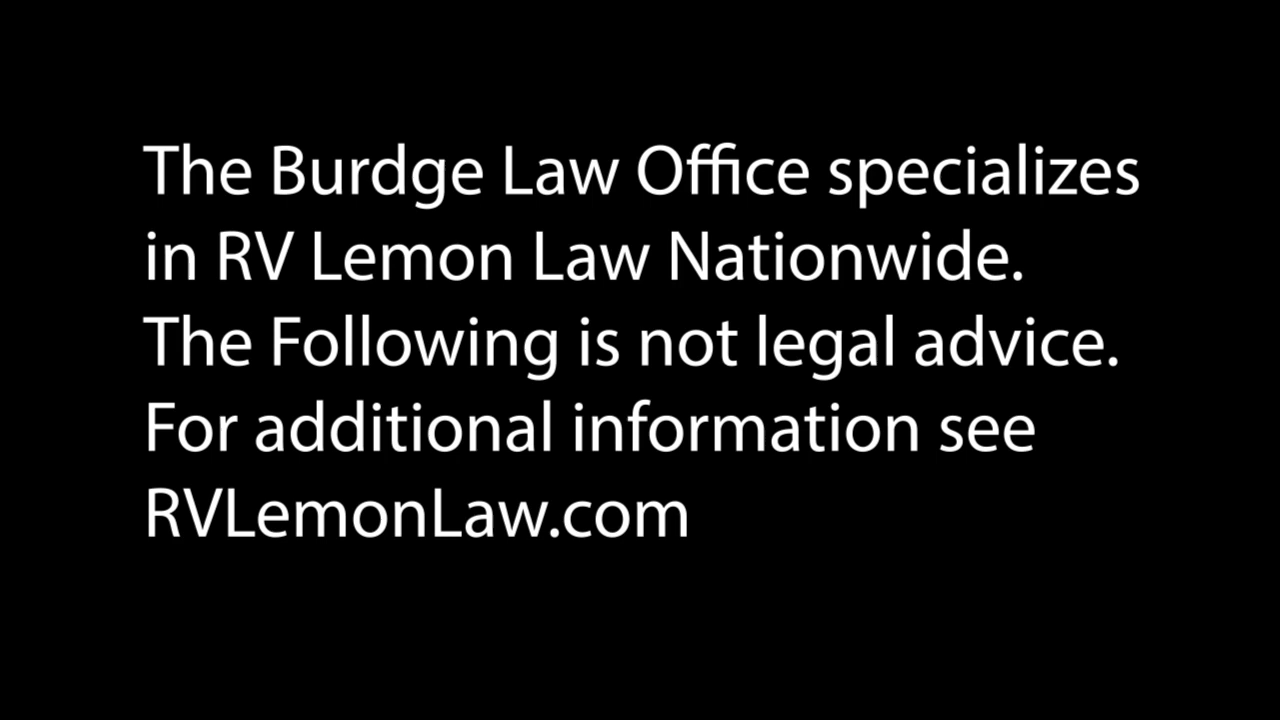 The Burdge Law Office specializes
in RV Lemon Law Nationwide.
The Following is not legal advice.
For additional information see
RVLemonLaw.com